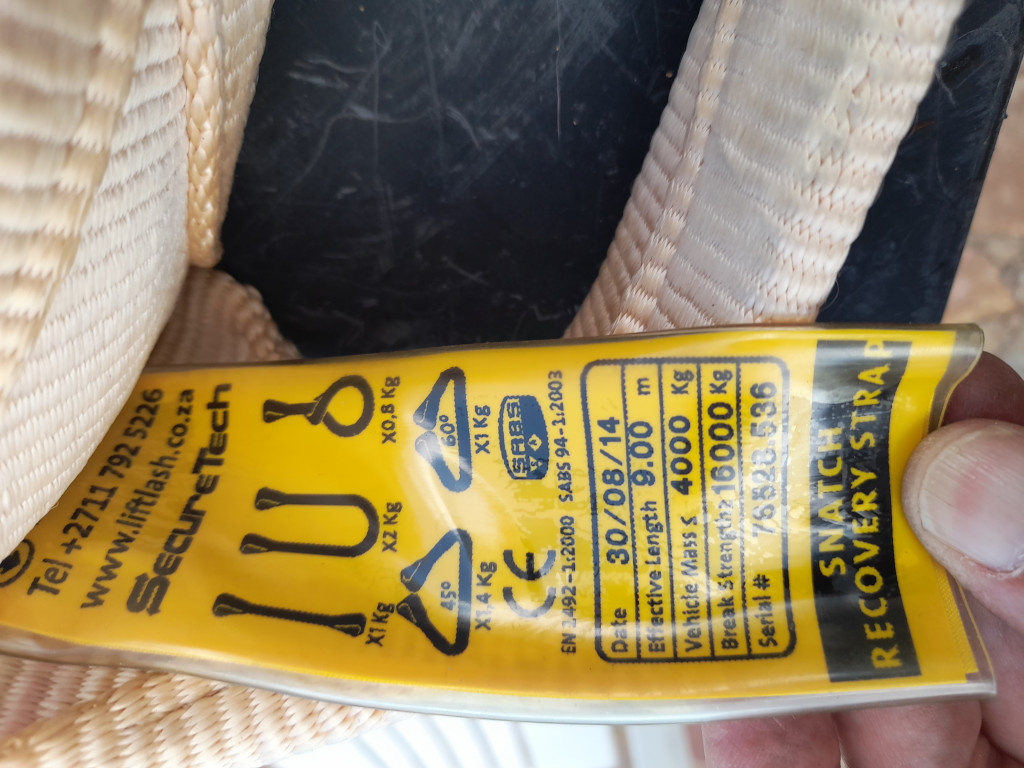 Tel +2711 792 5226
www.liftlash.co.za
SECURETECH
X1 Kg
X2 Kg
X0,8 Kg
45°
X1,4 Kg
60°
X1 Kg
CE
SABS
EN 1492-1:2000 SABS 94-1:2003
Date 30/08/14
Effective Length 9.00 m
Vehicle Mass 4000 Kg
Break Strength: 16000 Kg
Serial #
SNATCH
RECOVERY STRAP